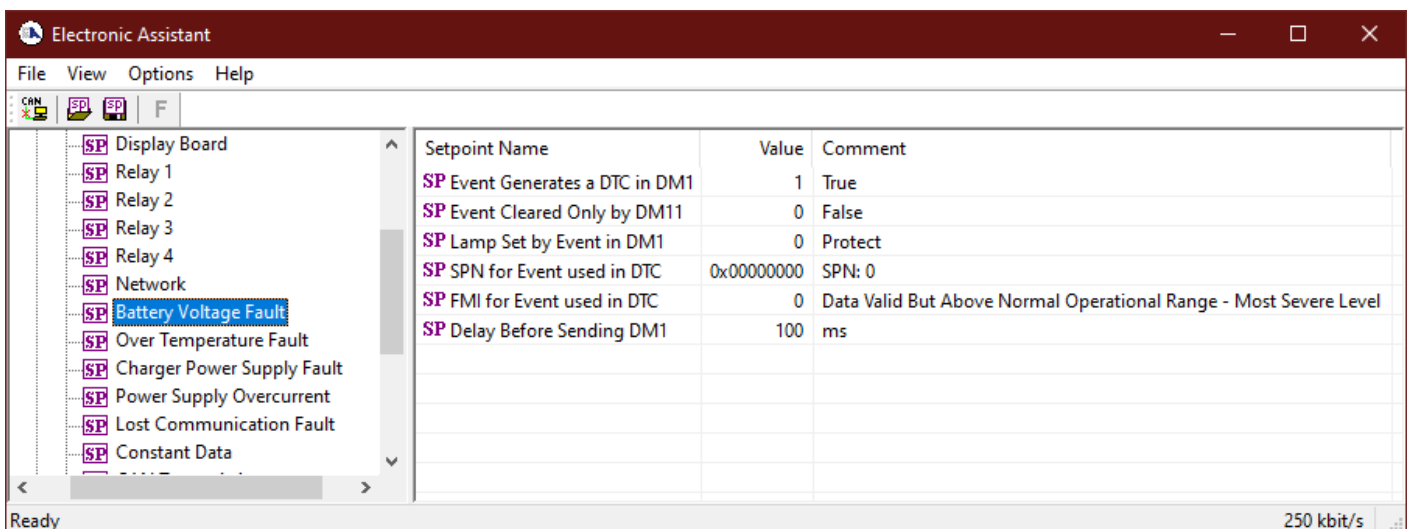 Electronic Assistant
File View Options Help
CAN SP SP F
SP Display Board
SP Relay 1
SP Relay 2
SP Relay 3
SP Relay 4
SP Network
SP Battery Voltage Fault
SP Over Temperature Fault
SP Charger Power Supply Fault
SP Power Supply Overcurrent
SP Lost Communication Fault
SP Constant Data
Setpoint Name Value Comment
SP Event Generates a DTC in DM1 1 True
SP Event Cleared Only by DM11 0 False
SP Lamp Set by Event in DM1 0 Protect
SP SPN for Event used in DTC 0x00000000 SPN: 0
SP FMI for Event used in DTC 0 Data Valid But Above Normal Operational Range - Most Severe Level
SP Delay Before Sending DM1 100 ms
Ready 250 kbit/s